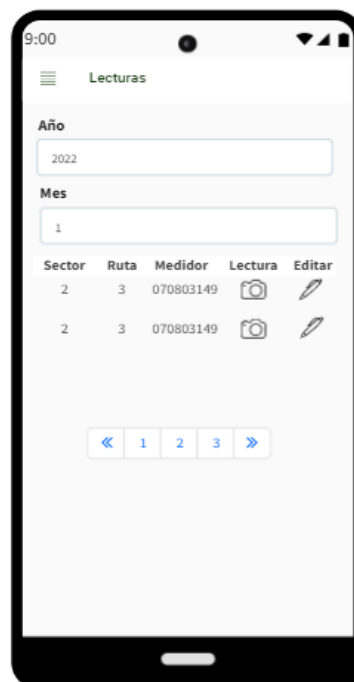 9:00
Lecturas
Año
2022
Mes
1
Sector Ruta Medidor Lectura Editar
2 3 070803149
2 3 070803149
« 1 2 3 »